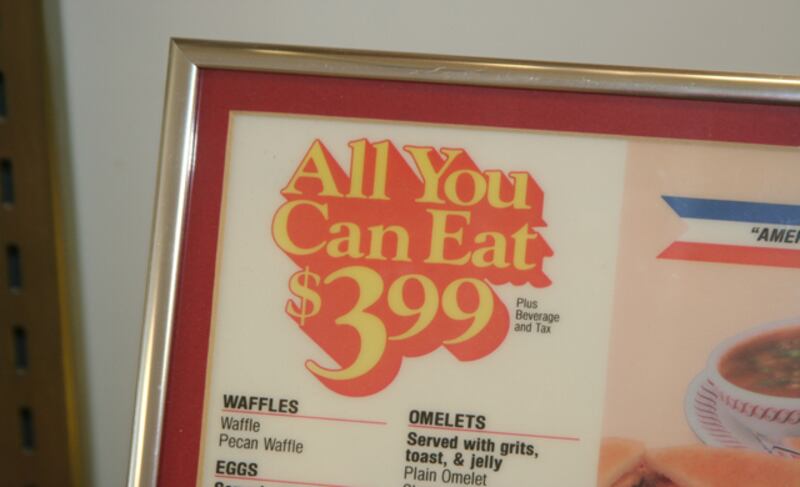 All You
Can Eat
$3.99
Plus
Beverage
and Tax
WAFFLES
Waffle
Pecan Waffle
EGGS
OMELETS
Served with grits,
toast, & jelly
Plain Omelet